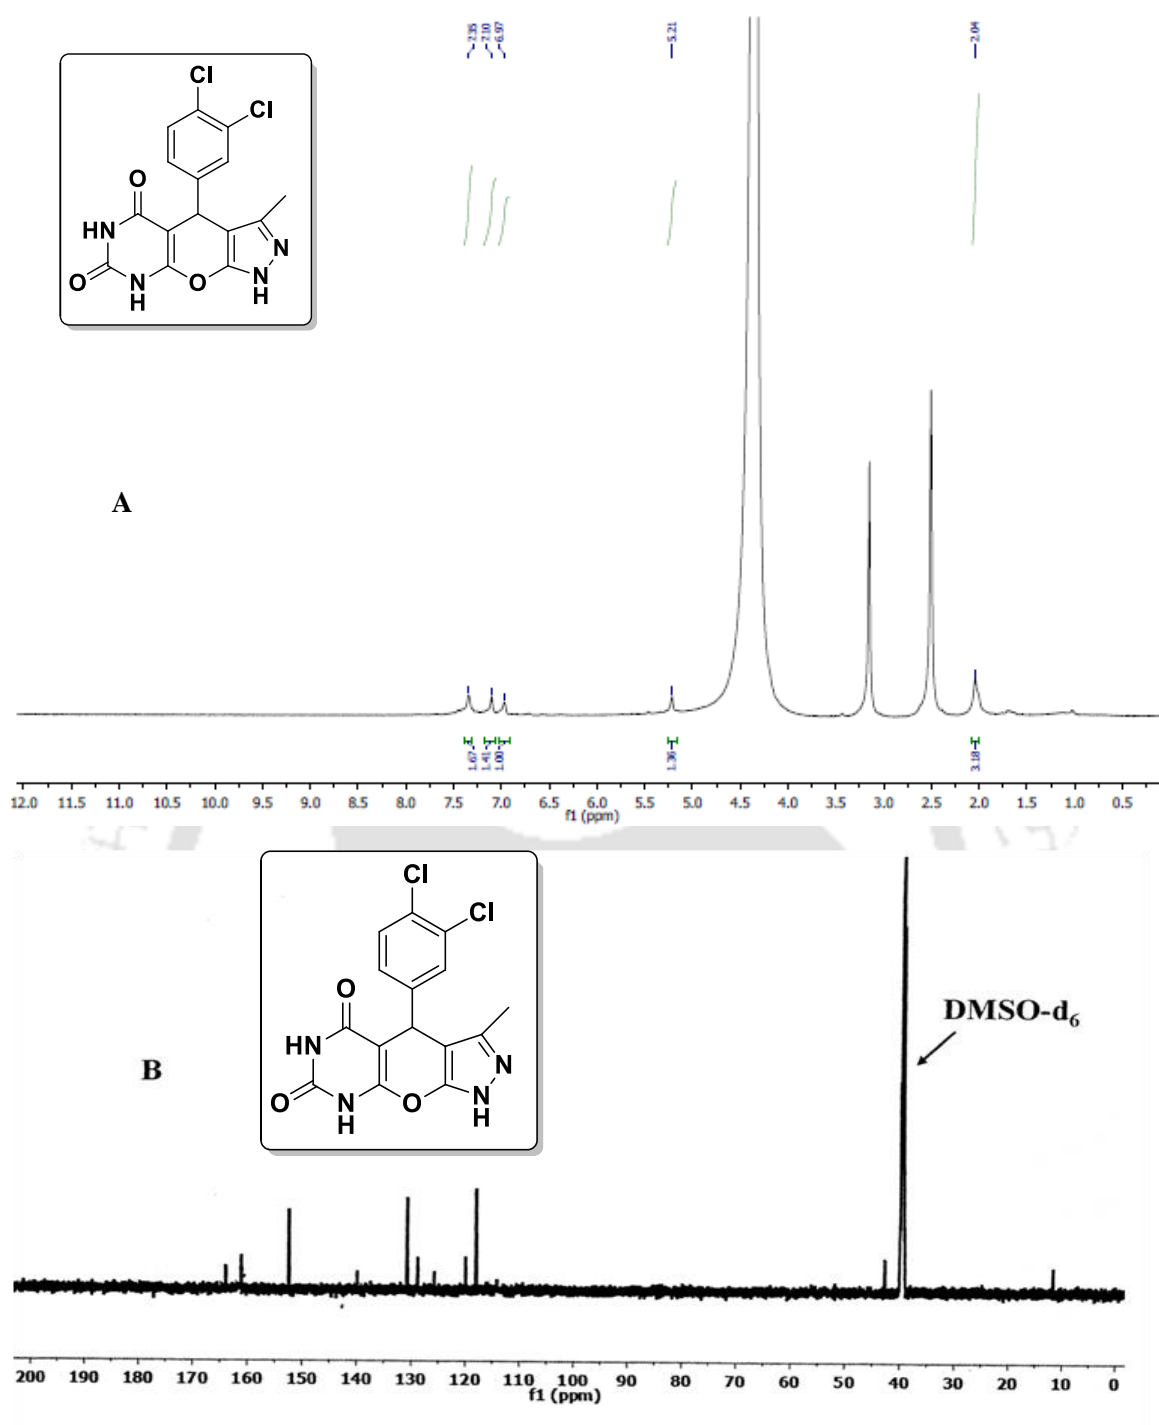 7.35 7.10 6.97 5.21 2.04
Cl
Cl
O
HN
N
O
N
H
O
N
H
A
1.67 1.41 1.00 1.36 3.18
12.0 11.5 11.0 10.5 10.0 9.5 9.0 8.5 8.0 7.5 7.0 6.5 6.0 5.5 5.0 4.5 4.0 3.5 3.0 2.5 2.0 1.5 1.0 0.5
f1 (ppm)
Cl
Cl
O
HN
N
O
N
H
O
N
H
B
DMSO-d6
200 190 180 170 160 150 140 130 120 110 100 90 80 70 60 50 40 30 20 10 0
f1 (ppm)